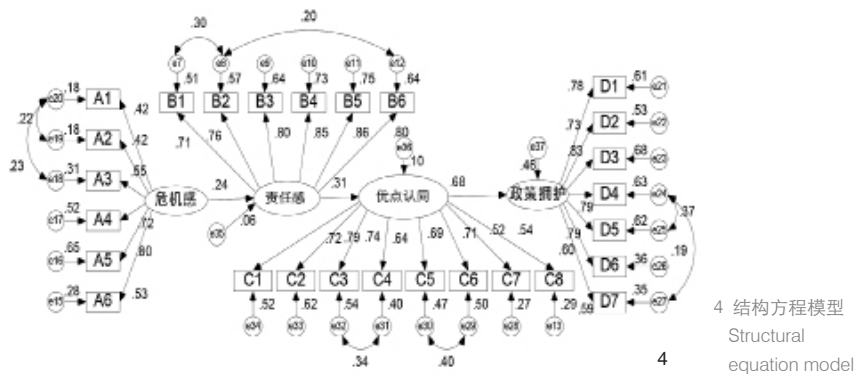 .20
.30
e7 e8 e9 e10 e11 e12
.51 .57 .64 .73 .75 .64
B1 B2 B3 B4 B5 B6
.71 .76 .80 .85 .86 .80
e20 .18 A1 .42
.22 e19 .18 A2 .42
.23 e18 .31 A3 .55
e17 .52 A4 .72
e16 .65 A5 .80
e15 .28 A6 .53
危机感 .24 责任感 .31 优点认同 .68 政策拥护
e35 .06
e36 .10
e37 .46
.78 D1 .61 e21
.73 D2 .53 e22
.83 D3 .68 e23
.79 D4 .63 e24
.79 D5 .62 e25 .37
.60 D6 .36 e26 .19
.59 D7 .35 e27
.72 .79 .74 .64 .69 .71 .52 .54
C1 C2 C3 C4 C5 C6 C7 C8
.52 .62 .54 .40 .47 .50 .27 .29
e34 e33 e32 e31 e30 e29 e28 e13
.34 .40
4
4 结构方程模型
Structural
equation model